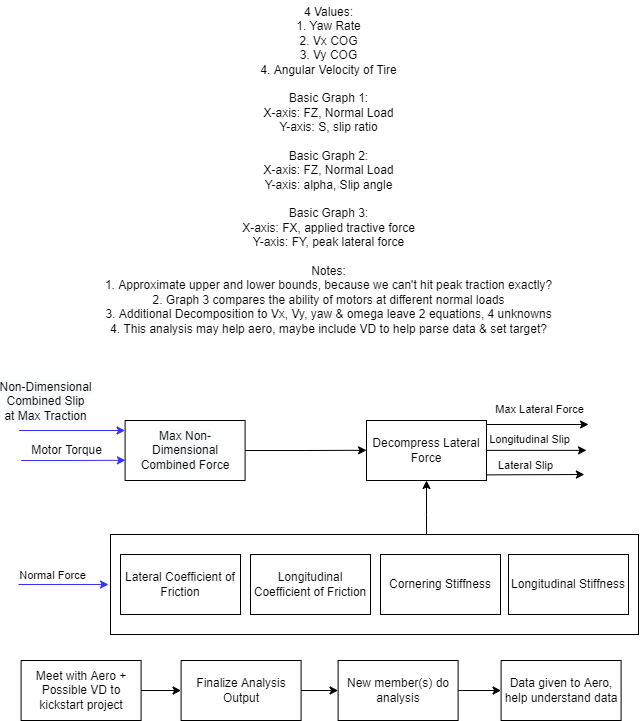 4 Values:
1. Yaw Rate
2. Vx COG
3. Vy COG
4. Angular Velocity of Tire
Basic Graph 1:
X-axis: FZ, Normal Load
Y-axis: S, slip ratio
Basic Graph 2:
X-axis: FZ, Normal Load
Y-axis: alpha, Slip angle
Basic Graph 3:
X-axis: FX, applied tractive force
Y-axis: FY, peak lateral force
Notes:
1. Approximate upper and lower bounds, because we can't hit peak traction exactly?
2. Graph 3 compares the ability of motors at different normal loads
3. Additional Decomposition to Vx, Vy, yaw & omega leave 2 equations, 4 unknowns
4. This analysis may help aero, maybe include VD to help parse data & set target?
Non-Dimensional
Combined Slip
at Max Traction
Motor Torque
Max Non-
Dimensional
Combined Force
Decompress Lateral
Force
Max Lateral Force
Longitudinal Slip
Lateral Slip
Normal Force
Lateral Coefficient of
Friction
Longitudinal
Coefficient of Friction
Cornering Stiffness
Longitudinal Stiffness
Meet with Aero +
Possible VD to
kickstart project
Finalize Analysis
Output
New member(s) do
analysis
Data given to Aero,
help understand data